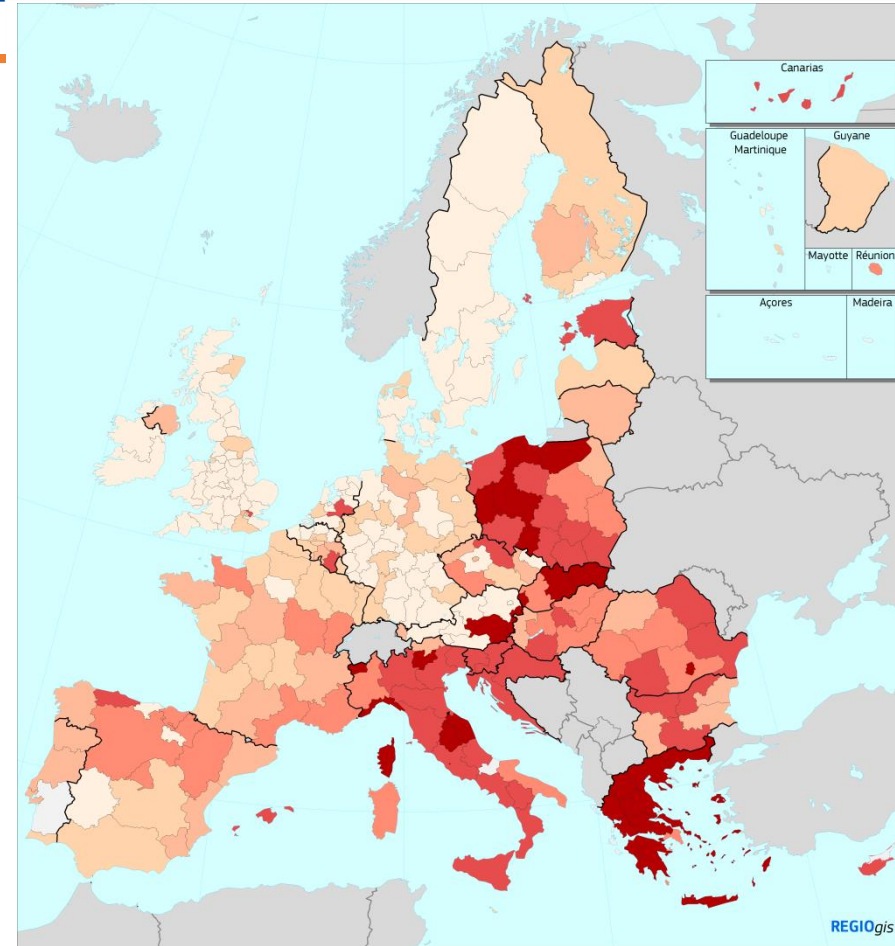 Canarias
Guadeloupe
Martinique
Guyane
Mayotte
Réunion
Açores
Madeira
REGIOgis